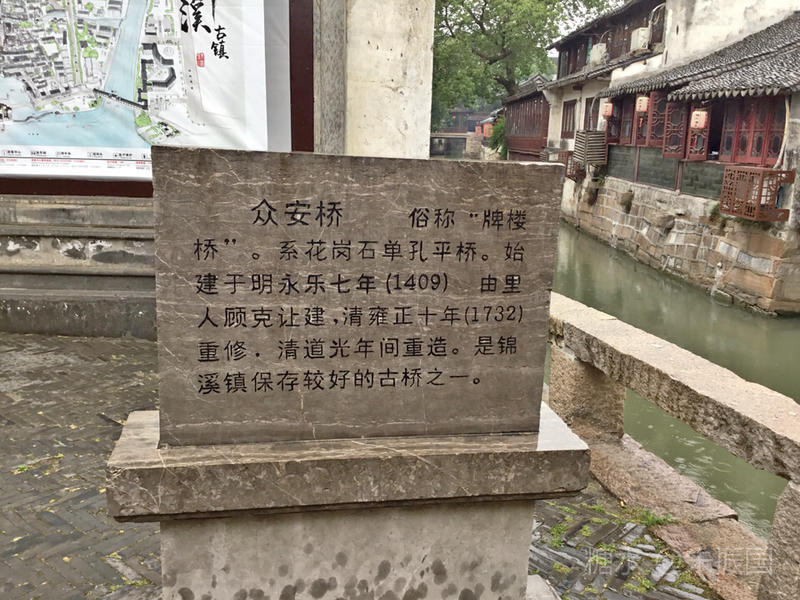 溪
古镇
众安桥 俗称“牌楼
桥”。系花岗石单孔平桥。始
建于明永乐七年(1409) 由里
人顾克让建，清雍正十年(1732)
重修．清道光年间重造。是锦
溪镇保存较好的古桥之一。